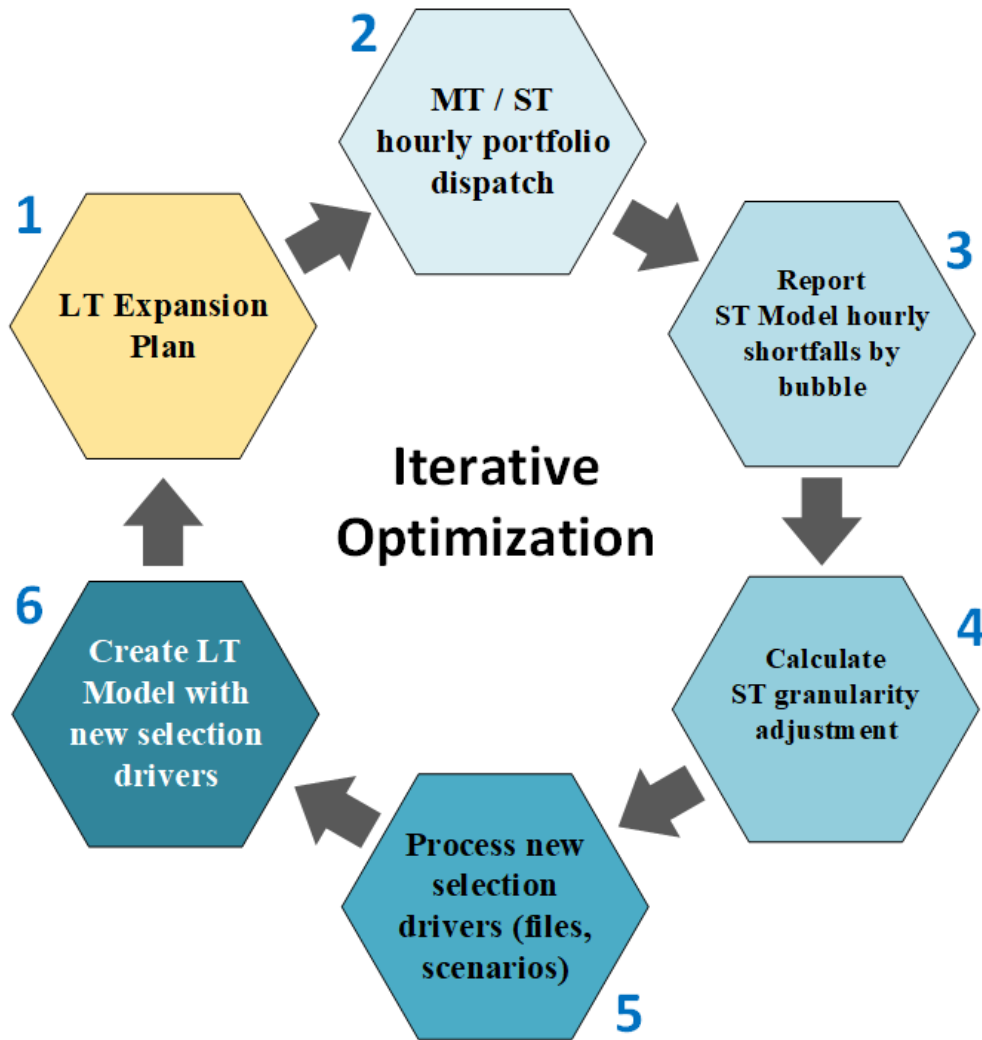 1
LT Expansion
Plan
2
MT / ST
hourly portfolio
dispatch
3
Report
ST Model hourly
shortfalls by
bubble
Iterative
Optimization
4
Calculate
ST granularity
adjustment
5
Process new
selection
drivers (files,
scenarios)
6
Create LT
Model with
new selection
drivers